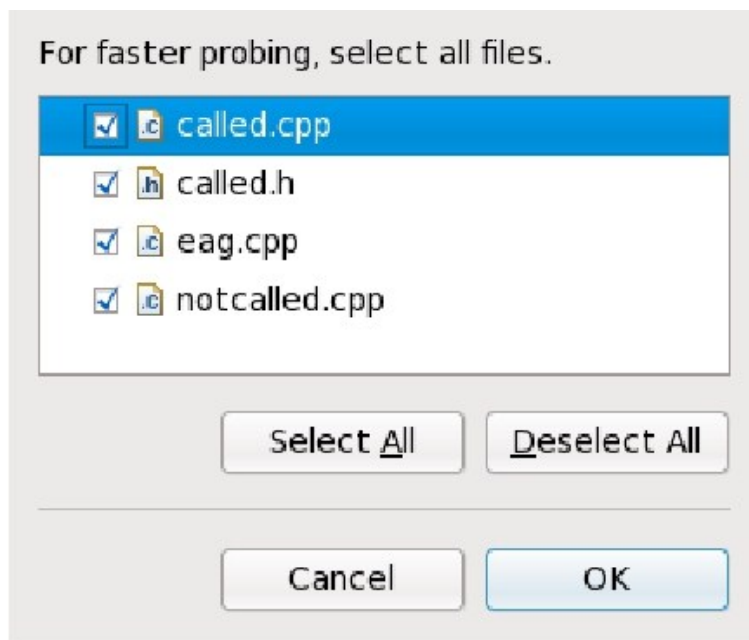 For faster probing, select all files.
.c called.cpp
.h called.h
.c eag.cpp
.c notcalled.cpp
Select All Deselect All
Cancel OK